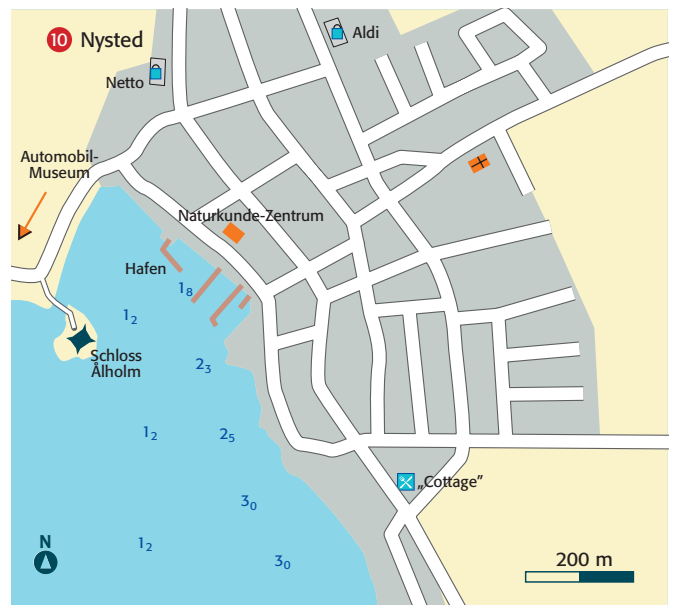 10 Nysted
Aldi
Netto
Automobil-
Museum
Naturkunde-Zentrum
Hafen
1₈
1₂
Schloss
Ålholm
2₃
1₂
2₅
„Cottage”
3₀
1₂
3₀
N
200 m